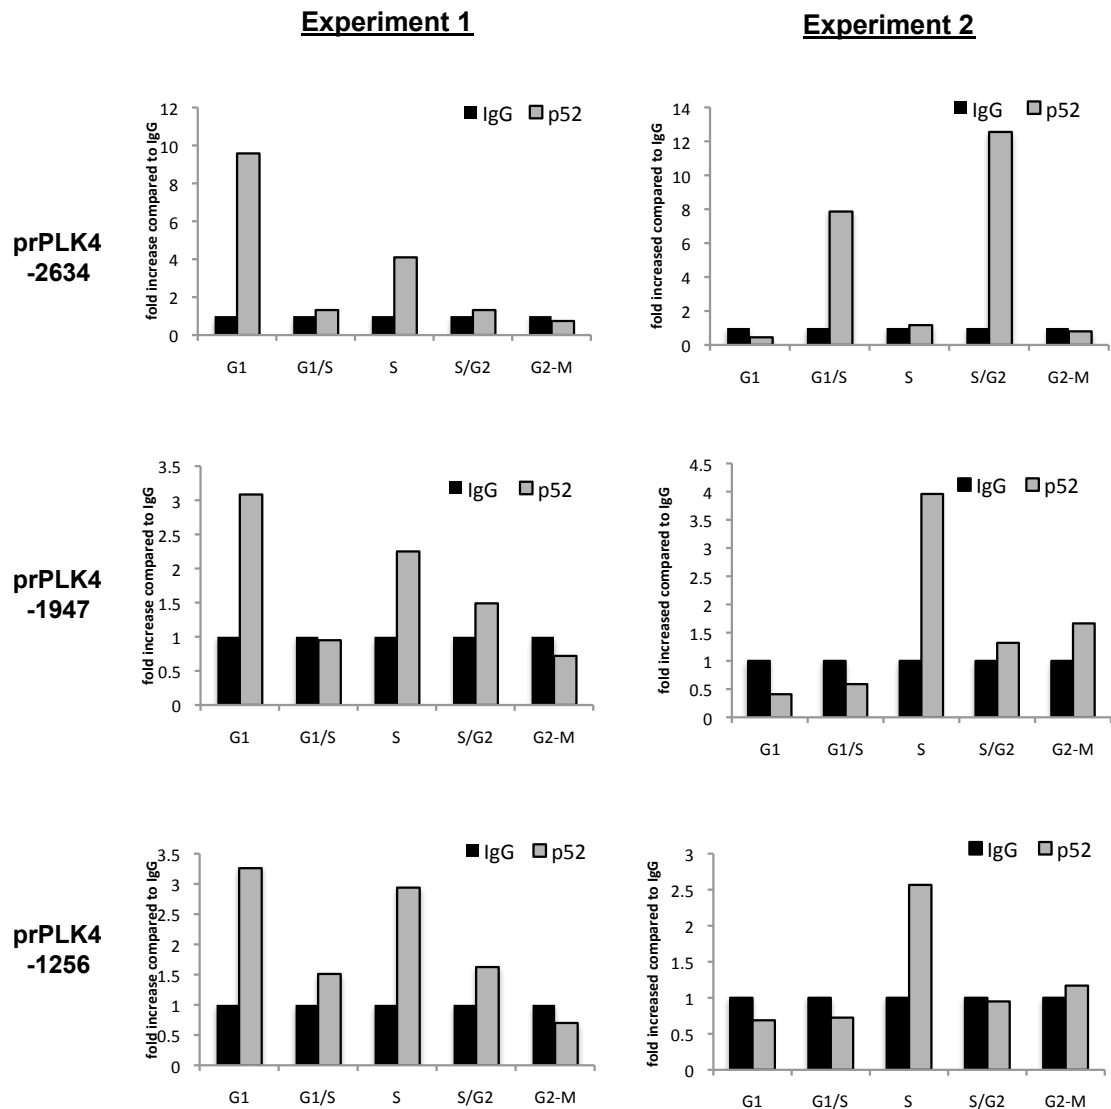 Experiment 1
Experiment 2
prPLK4
-2634
fold increase compared to IgG
12
10
8
6
4
2
0
IgG p52
G1 G1/S S S/G2 G2-M
fold increased compared to IgG
14
12
10
8
6
4
2
0
IgG p52
G1 G1/S S S/G2 G2-M
prPLK4
-1947
fold increase compared to IgG
3.5
3
2.5
2
1.5
1
0.5
0
IgG p52
G1 G1/S S S/G2 G2-M
fold increased compared to IgG
4.5
4
3.5
3
2.5
2
1.5
1
0.5
0
IgG p52
G1 G1/S S S/G2 G2-M
prPLK4
-1256
fold increase compared to IgG
3.5
3
2.5
2
1.5
1
0.5
0
IgG p52
G1 G1/S S S/G2 G2-M
fold increased compared to IgG
3
2.5
2
1.5
1
0.5
0
IgG p52
G1 G1/S S S/G2 G2-M